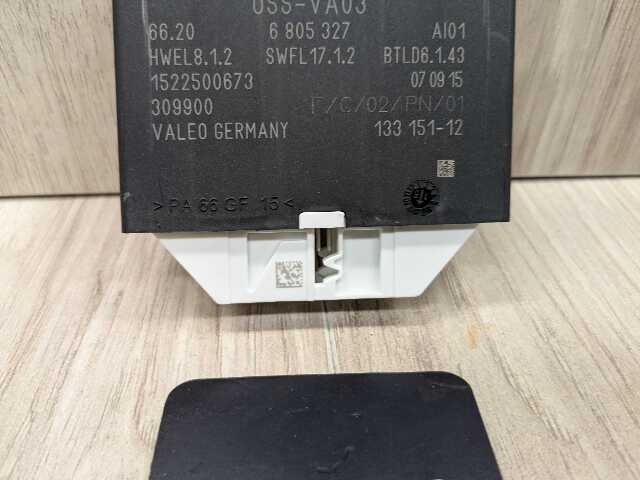 USS-VA03
66.20 6 805 327 AI01
HWEL8.1.2 SWFL17.1.2 BTLD6.1.43
1522500673 07 09 15
309900 F/C/02/PN/01
VALEO GERMANY 133 151-12
>PA 66 GF 15<